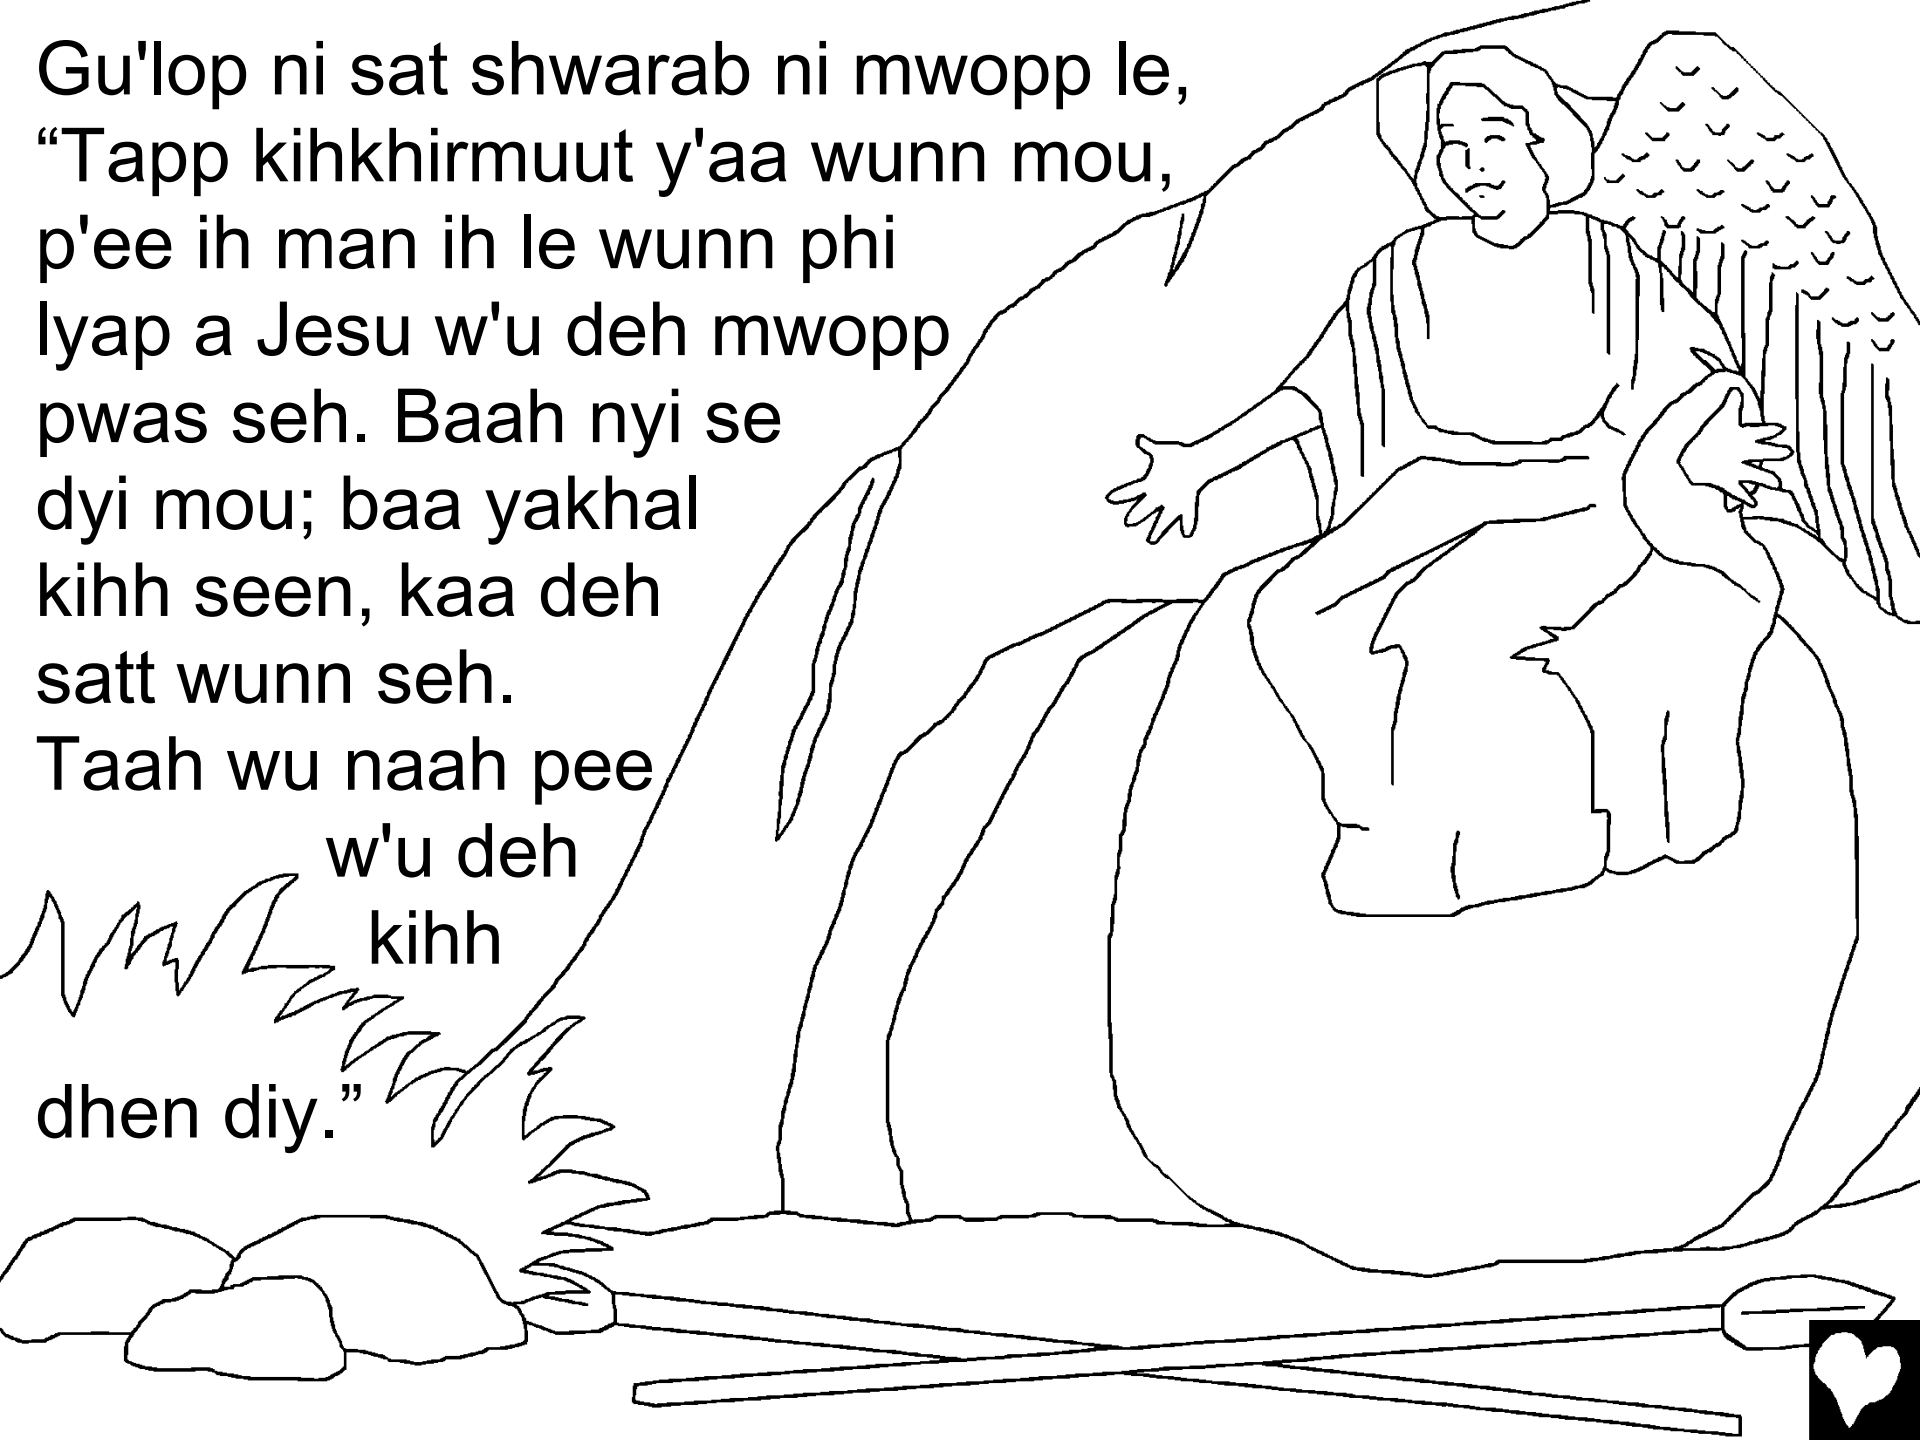 Gu'lop ni sat shwarab ni mwopp le,
“Tapp kihkhirmuut y'aa wunn mou,
p'ee ih man ih le wunn phi
lyap a Jesu w'u deh mwopp
pwas seh. Baah nyi se
dyi mou; baa yakhal
kihh seen, kaa deh
satt wunn seh.
Taah wu naah pee
w'u deh
kihh
dhen diy.”